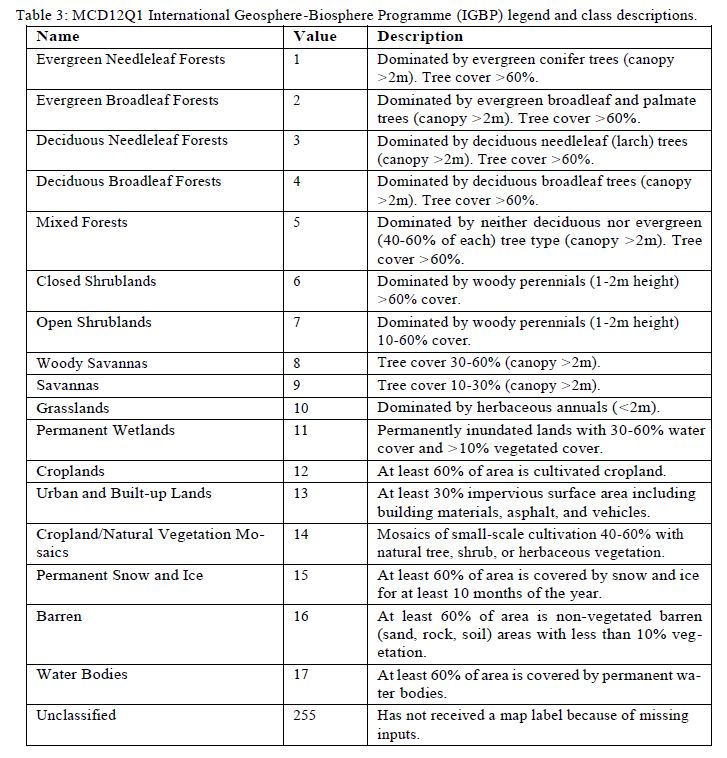 Table 3: MCD12Q1 International Geosphere-Biosphere Programme (IGBP) legend and class descriptions.
Name Value Description
Evergreen Needleleaf Forests 1 Dominated by evergreen conifer trees (canopy
>2m). Tree cover >60%.
Evergreen Broadleaf Forests 2 Dominated by evergreen broadleaf and palmate
trees (canopy >2m). Tree cover >60%.
Deciduous Needleleaf Forests 3 Dominated by deciduous needleleaf (larch) trees
(canopy >2m). Tree cover >60%.
Deciduous Broadleaf Forests 4 Dominated by deciduous broadleaf trees (canopy
>2m). Tree cover >60%.
Mixed Forests 5 Dominated by neither deciduous nor evergreen
(40-60% of each) tree type (canopy >2m). Tree
cover >60%.
Closed Shrublands 6 Dominated by woody perennials (1-2m height)
>60% cover.
Open Shrublands 7 Dominated by woody perennials (1-2m height)
10-60% cover.
Woody Savannas 8 Tree cover 30-60% (canopy >2m).
Savannas 9 Tree cover 10-30% (canopy >2m).
Grasslands 10 Dominated by herbaceous annuals (<2m).
Permanent Wetlands 11 Permanently inundated lands with 30-60% water
cover and >10% vegetated cover.
Croplands 12 At least 60% of area is cultivated cropland.
Urban and Built-up Lands 13 At least 30% impervious surface area including
building materials, asphalt, and vehicles.
Cropland/Natural Vegetation Mo- 14 Mosaics of small-scale cultivation 40-60% with
saics natural tree, shrub, or herbaceous vegetation.
Permanent Snow and Ice 15 At least 60% of area is covered by snow and ice
for at least 10 months of the year.
Barren 16 At least 60% of area is non-vegetated barren
(sand, rock, soil) areas with less than 10% veg-
etation.
Water Bodies 17 At least 60% of area is covered by permanent wa-
ter bodies.
Unclassified 255 Has not received a map label because of missing
inputs.